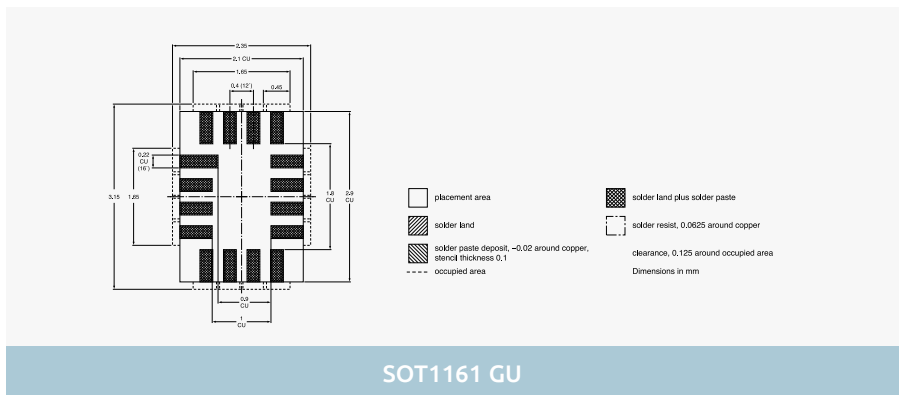 2.35
2.1 CU
1.65
0.4 (12˟)
0.45
0.22
CU
(16˟)
3.15
1.65
1.8
CU
2.9
CU
0.9
CU
1
CU
placement area
solder land
solder paste deposit, –0.02 around copper,
stencil thickness 0.1
occupied area
solder land plus solder paste
solder resist, 0.0625 around copper
clearance, 0.125 around occupied area
Dimensions in mm
SOT1161 GU